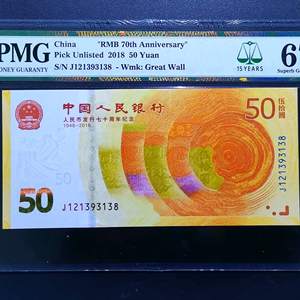 PMG
MONEY GUARANTY
China "RMB 70th Anniversary"
Pick Unlisted 2018 50 Yuan
S/N J121393138 - Wmk: Great Wall
15 YEARS
6
Superb G
中国人民银行
人民币发行七十周年纪念
1948-2018
50
伍拾圆
50
J121393138
J121393138